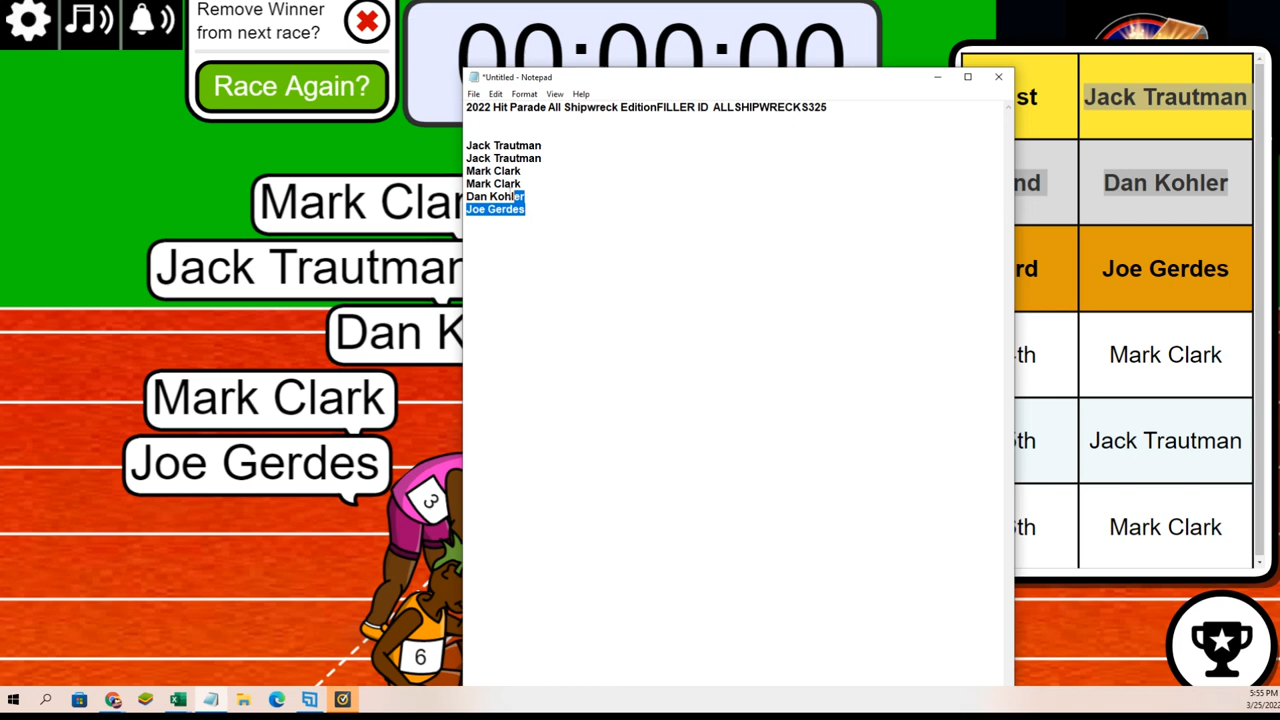 Remove Winner
from next race?
Race Again?
00:00:00
*Untitled - Notepad
File Edit Format View Help
2022 Hit Parade All Shipwreck EditionFILLER ID ALLSHIPWRECKS325
Jack Trautman
Jack Trautman
Mark Clark
Mark Clark
Dan Kohler
Joe Gerdes
Mark Clar
Jack Trautman
Dan K
Mark Clark
Joe Gerdes
3
6
st Jack Trautman
nd Dan Kohler
rd Joe Gerdes
th Mark Clark
5th Jack Trautman
6th Mark Clark
5:55 PM
3/25/2022